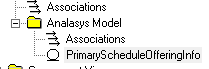 Associations
Analasys Model
Associations
PrimaryScheduleOfferingInfo